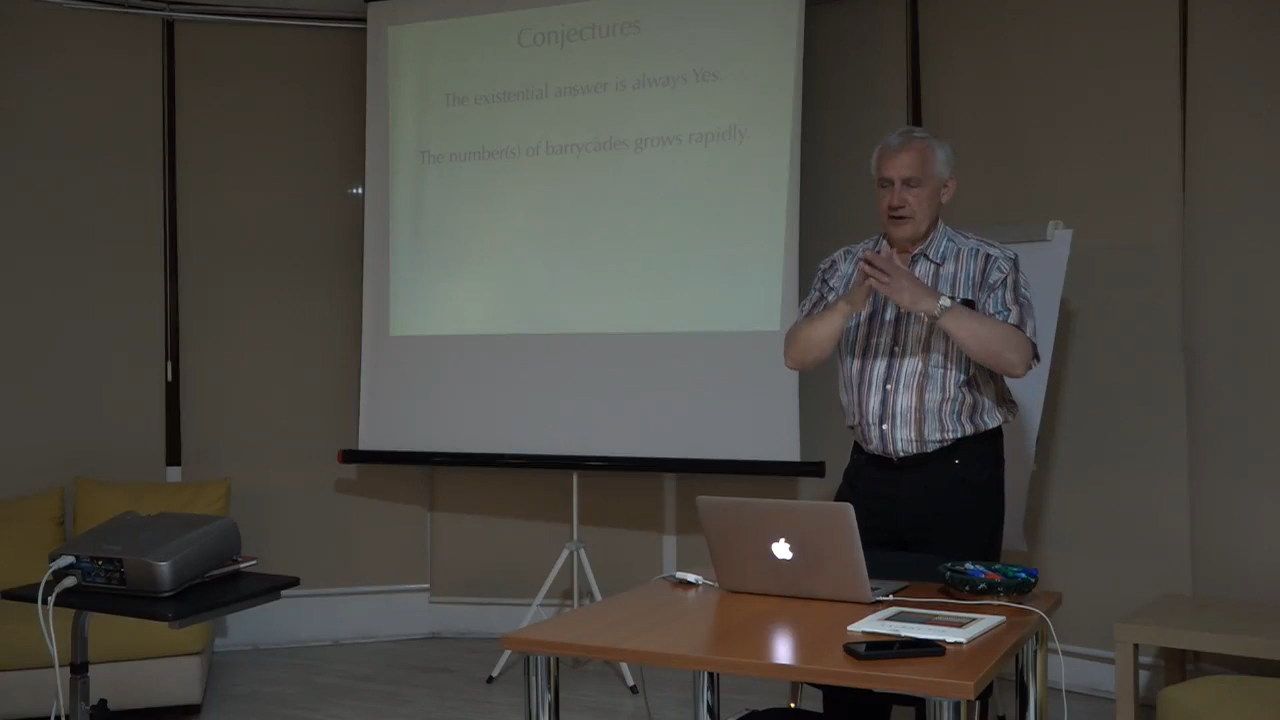 Conjectures
The existential answer is always Yes
The number(s) of barrycades grows rapidly.